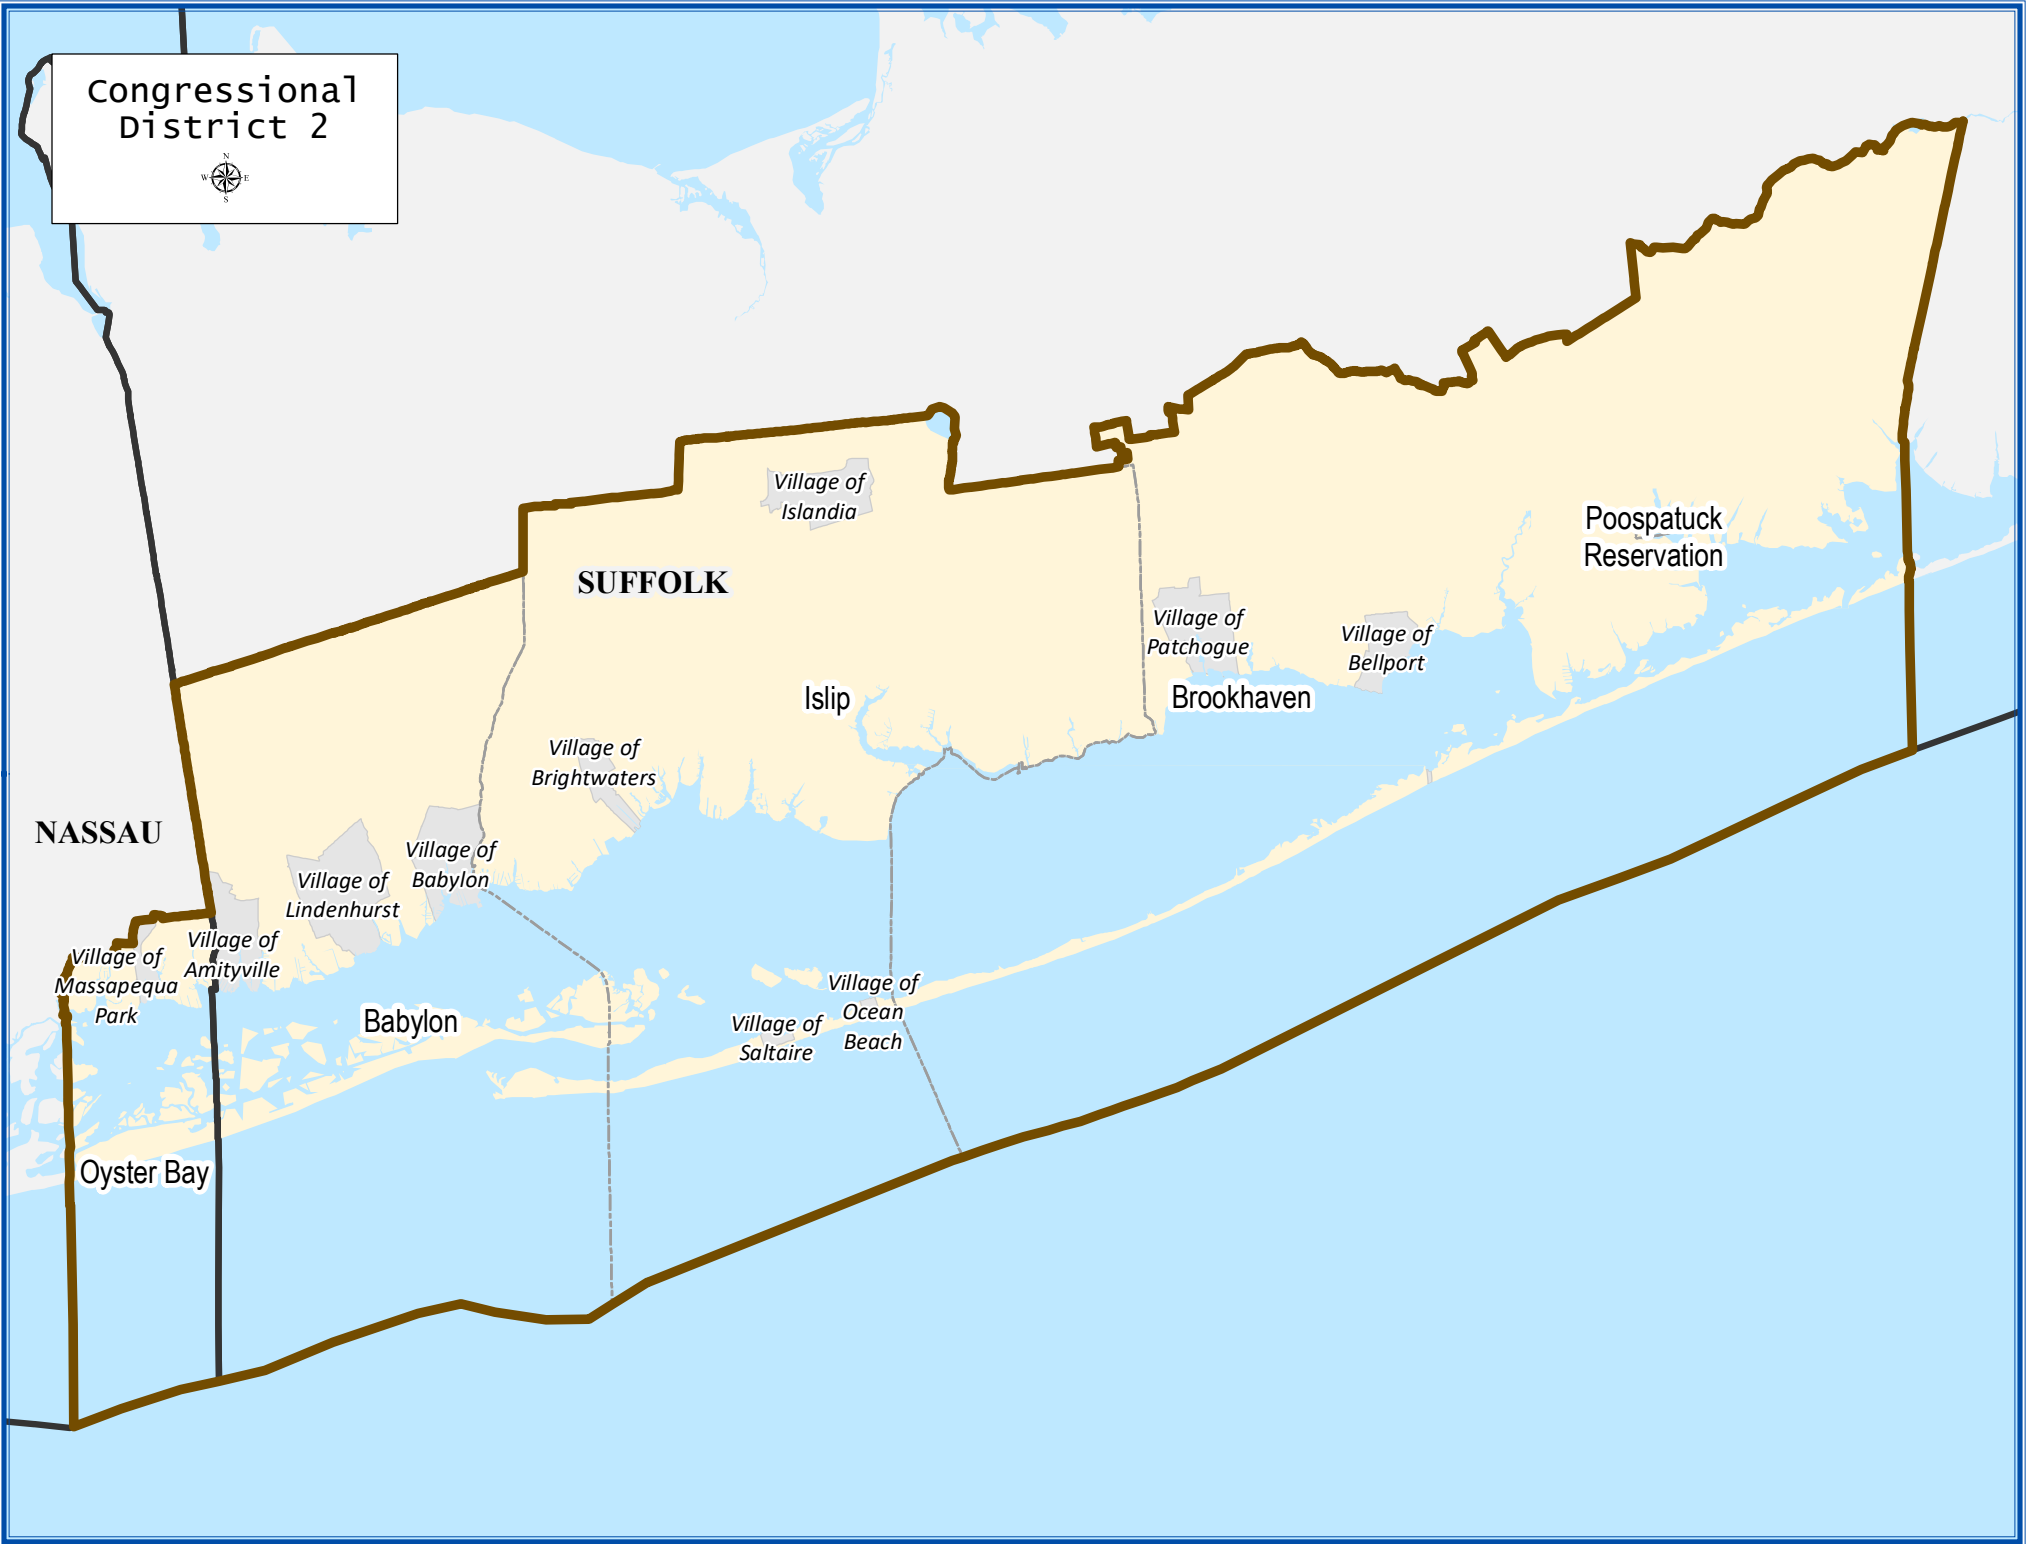 Congressional
District 2
N
W E
S
Village of
Islandia
Poospatuck
Reservation
SUFFOLK
Village of
Patchogue
Village of
Bellport
Islip
Brookhaven
Village of
Brightwaters
NASSAU
Village of
Babylon
Village of
Lindenhurst
Village of
Amityville
Village of
Massapequa
Park
Babylon
Village of
Ocean
Beach
Village of
Saltaire
Oyster Bay